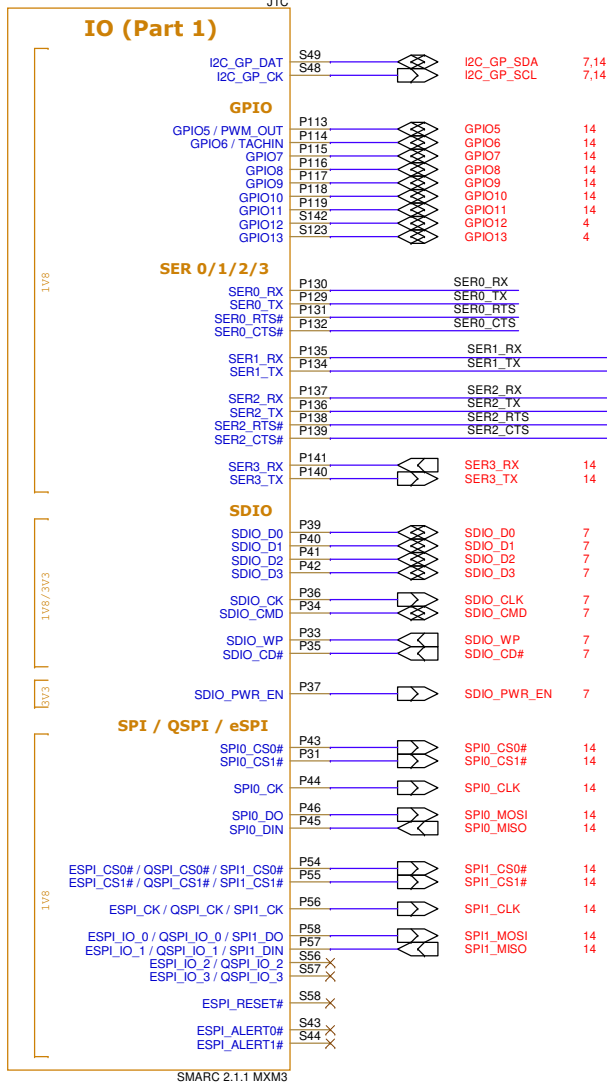 J1C
IO (Part 1)
I2C_GP_DAT S49 I2C_GP_SDA 7,14
I2C_GP_CK S48 I2C_GP_SCL 7,14
GPIO
GPIO5 / PWM_OUT P113 GPIO5 14
GPIO6 / TACHIN P114 GPIO6 14
GPIO7 P115 GPIO7 14
GPIO8 P116 GPIO8 14
GPIO9 P117 GPIO9 14
GPIO10 P118 GPIO10 14
GPIO11 P119 GPIO11 14
GPIO12 S142 GPIO12 4
GPIO13 S123 GPIO13 4
1V8
SER 0/1/2/3
SER0_RX P130 SER0_RX
SER0_TX P129 SER0_TX
SER0_RTS# P131 SER0_RTS
SER0_CTS# P132 SER0_CTS
SER1_RX P135 SER1_RX
SER1_TX P134 SER1_TX
SER2_RX P137 SER2_RX
SER2_TX P136 SER2_TX
SER2_RTS# P138 SER2_RTS
SER2_CTS# P139 SER2_CTS
SER3_RX P141 SER3_RX 14
SER3_TX P140 SER3_TX 14
SDIO
SDIO_D0 P39 SDIO_D0 7
SDIO_D1 P40 SDIO_D1 7
SDIO_D2 P41 SDIO_D2 7
SDIO_D3 P42 SDIO_D3 7
1V8/3V3
SDIO_CK P36 SDIO_CLK 7
SDIO_CMD P34 SDIO_CMD 7
SDIO_WP P33 SDIO_WP 7
SDIO_CD# P35 SDIO_CD# 7
3V3
SDIO_PWR_EN P37 SDIO_PWR_EN 7
SPI / QSPI / eSPI
SPI0_CS0# P43 SPI0_CS0# 14
SPI0_CS1# P31 SPI0_CS1# 14
SPI0_CK P44 SPI0_CLK 14
SPI0_DO P46 SPI0_MOSI 14
SPI0_DIN P45 SPI0_MISO 14
ESPI_CS0# / QSPI_CS0# / SPI1_CS0# P54 SPI1_CS0# 14
ESPI_CS1# / QSPI_CS1# / SPI1_CS1# P55 SPI1_CS1# 14
1V8
ESPI_CK / QSPI_CK / SPI1_CK P56 SPI1_CLK 14
ESPI_IO_0 / QSPI_IO_0 / SPI1_DO P58 SPI1_MOSI 14
ESPI_IO_1 / QSPI_IO_1 / SPI1_DIN P57 SPI1_MISO 14
ESPI_IO_2 / QSPI_IO_2 S56
ESPI_IO_3 / QSPI_IO_3 S57
ESPI_RESET# S58
ESPI_ALERT0# S43
ESPI_ALERT1# S44
SMARC 2.1.1 MXM3